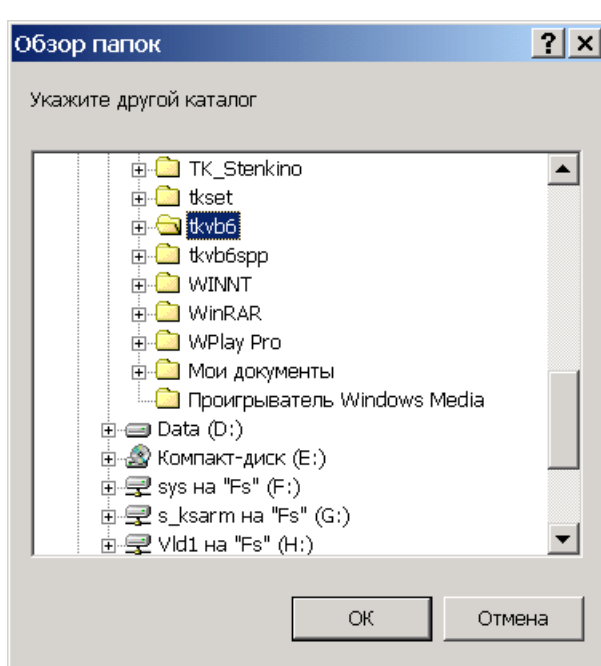 Обзор папок
Укажите другой каталог
TK_Stenkino
tkset
tkvb6
tkvb6spp
WINNT
WinRAR
WPlay Pro
Мои документы
Проигрыватель Windows Media
Data (D:)
Компакт-диск (E:)
sys на "Fs" (F:)
s_ksarm на "Fs" (G:)
Vld1 на "Fs" (H:)
ОК Отмена